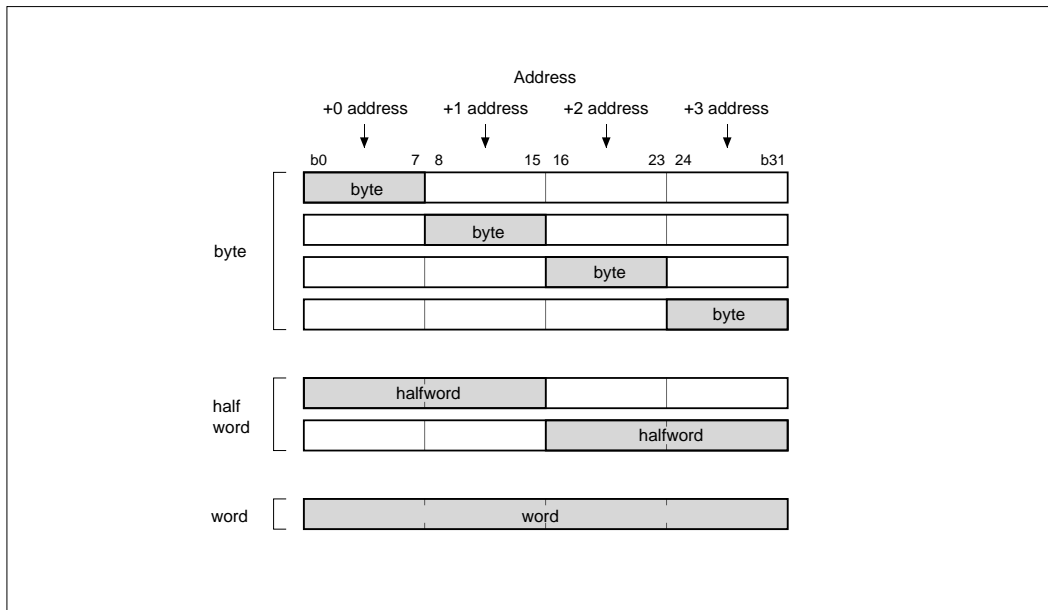 Address
+0 address +1 address +2 address +3 address
b0 7 8 15 16 23 24 b31
byte
byte
byte
byte
byte
halfword
half
word
halfword
word
word